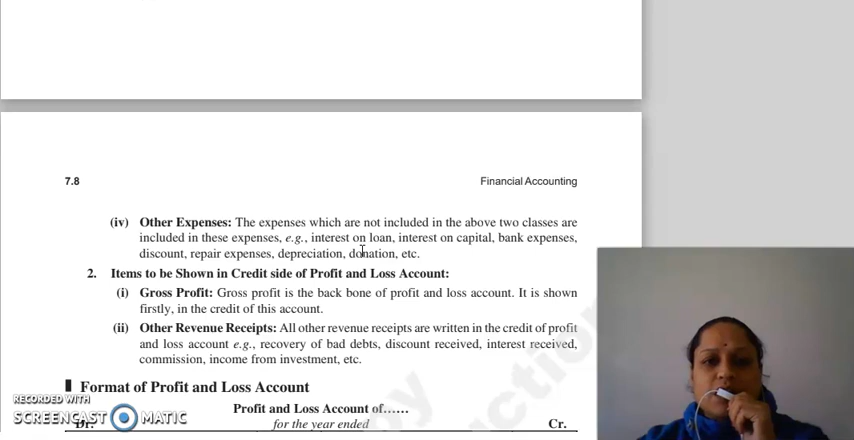 7.8
Financial Accounting
(iv) Other Expenses: The expenses which are not included in the above two classes are
included in these expenses, e.g., interest on loan, interest on capital, bank expenses,
discount, repair expenses, depreciation, donation, etc.
2. Items to be Shown in Credit side of Profit and Loss Account:
(i) Gross Profit: Gross profit is the back bone of profit and loss account. It is shown
firstly, in the credit of this account.
(ii) Other Revenue Receipts: All other revenue receipts are written in the credit of profit
and loss account e.g., recovery of bad debts, discount received, interest received,
commission, income from investment, etc.
Format of Profit and Loss Account
Profit and Loss Account of......
Dr.
for the year ended
Cr.
RECORDED WITH
SCREENCAST MATIC
by